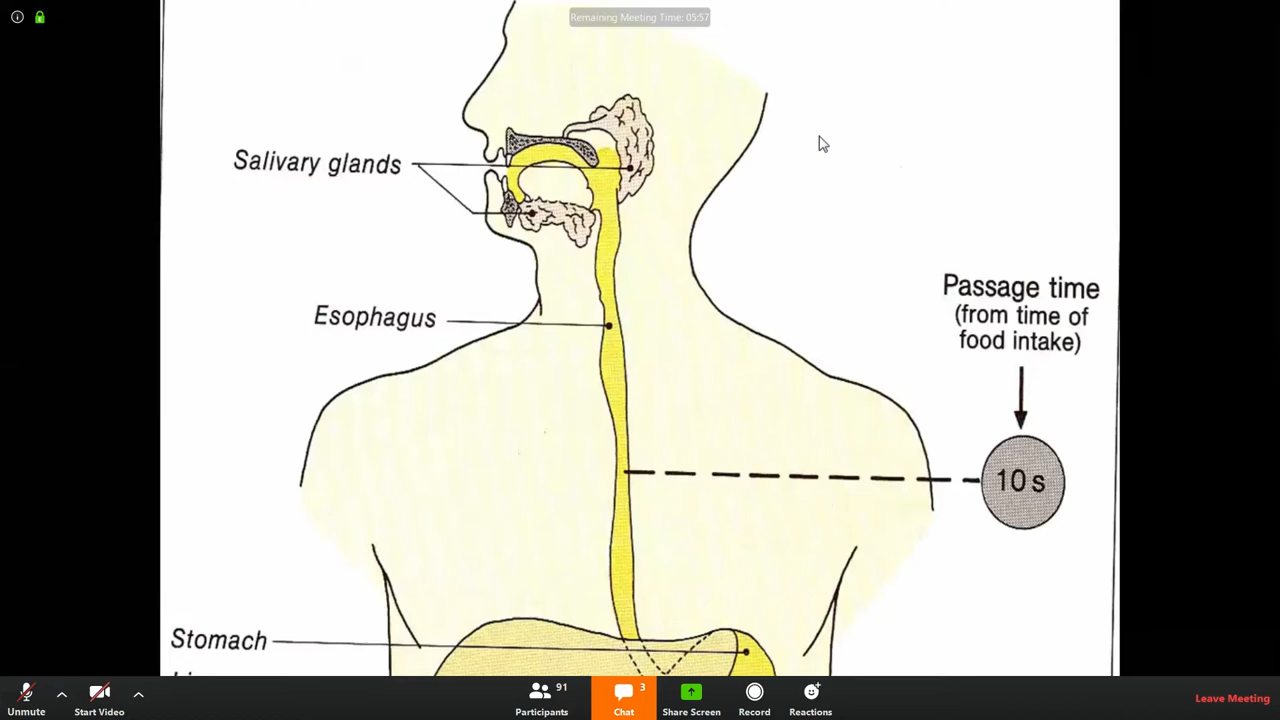 Remaining Meeting Time: 05:57
Salivary glands
Esophagus
Passage time
(from time of
food intake)
10 s
Stomach
Unmute
Start Video
91
Participants
3
Chat
Share Screen
Record
Reactions
Leave Meeting